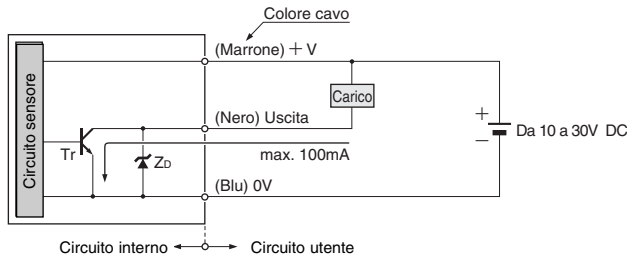 Colore cavo
(Marrone) + V
Circuito sensore
Carico
(Nero) Uscita
+
Da 10 a 30V DC
−
Tr
ZD
max. 100mA
(Blu) 0V
Circuito interno
Circuito utente